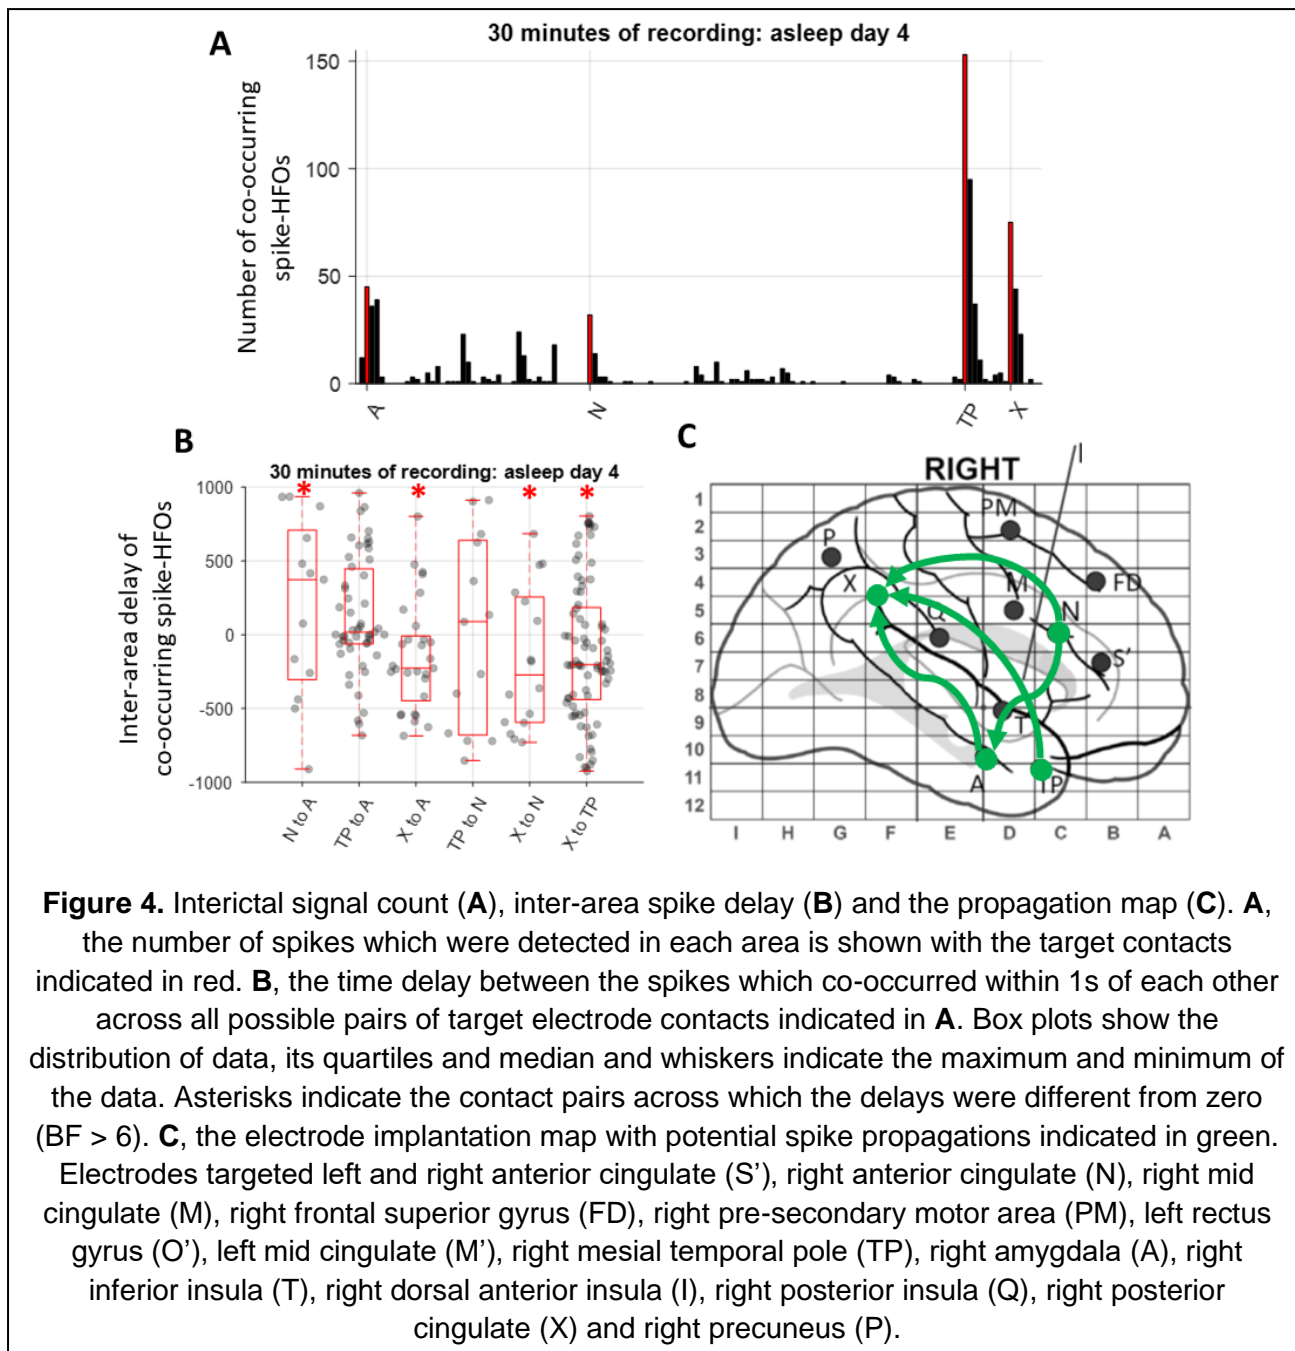 A
30 minutes of recording: asleep day 4
Number of co-occurring
spike-HFOs
150
100
50
0
A
N
TP
X
B
30 minutes of recording: asleep day 4
Inter-area delay of
co-occurring spike-HFOs
1000
500
0
-500
-1000
* * * *
N to A
TP to A
X to A
TP to N
X to N
X to TP
C
RIGHT
I
1
2
3
4
5
6
7
8
9
10
11
12
PM
P
X
M
FD
Q
N
S'
T
A
TP
I H G F E D C B A
Figure 4. Interictal signal count (A), inter-area spike delay (B) and the propagation map (C). A,
the number of spikes which were detected in each area is shown with the target contacts
indicated in red. B, the time delay between the spikes which co-occurred within 1s of each other
across all possible pairs of target electrode contacts indicated in A. Box plots show the
distribution of data, its quartiles and median and whiskers indicate the maximum and minimum of
the data. Asterisks indicate the contact pairs across which the delays were different from zero
(BF > 6). C, the electrode implantation map with potential spike propagations indicated in green.
Electrodes targeted left and right anterior cingulate (S’), right anterior cingulate (N), right mid
cingulate (M), right frontal superior gyrus (FD), right pre-secondary motor area (PM), left rectus
gyrus (O’), left mid cingulate (M’), right mesial temporal pole (TP), right amygdala (A), right
inferior insula (T), right dorsal anterior insula (I), right posterior insula (Q), right posterior
cingulate (X) and right precuneus (P).